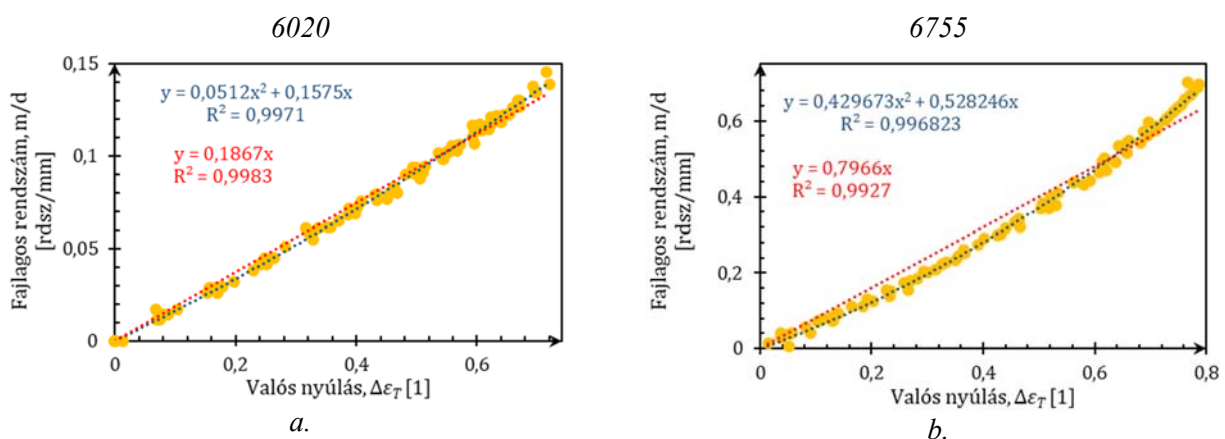 6020
Fajlagos rendszám, m/d
[rdsz/mm]
0,15
0,1
0,05
0
y = 0,0512x² + 0,1575x
R² = 0,9971
y = 0,1867x
R² = 0,9983
0,2
0,4
0,6
Valós nyúlás, Δε_T [1]
a.
6755
Fajlagos rendszám, m/d
[rdsz/mm]
0,6
0,4
0,2
0
y = 0,429673x² + 0,528246x
R² = 0,996823
y = 0,7966x
R² = 0,9927
0
0,2
0,4
0,6
0,8
Valós nyúlás, Δε_T [1]
b.